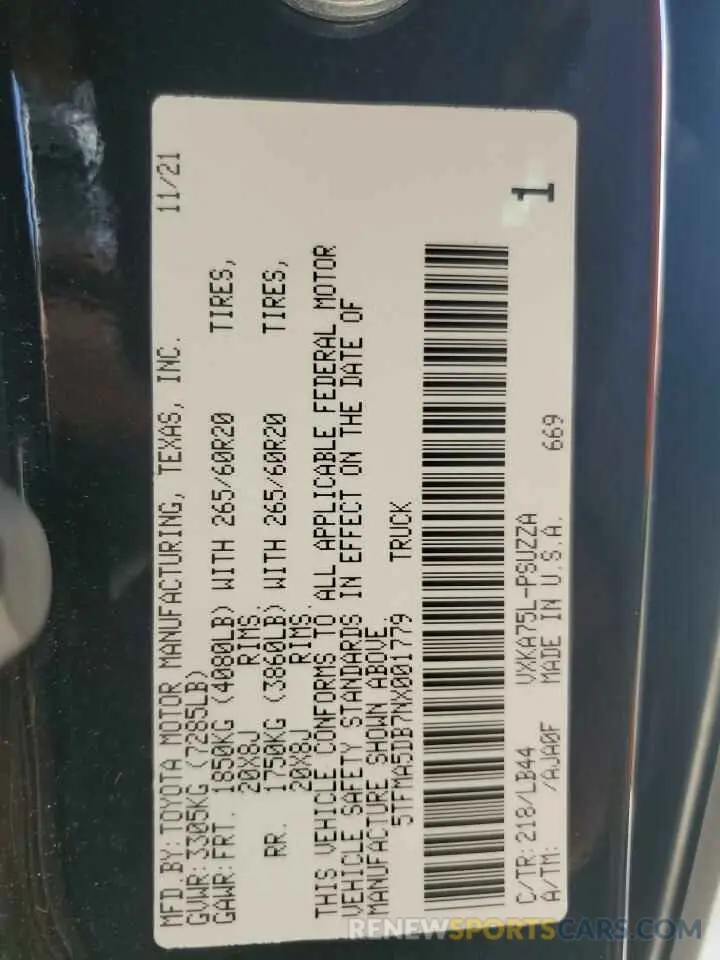 MFD.BY:TOYOTA MOTOR MANUFACTURING, TEXAS, INC. 11/21
GVWR: 3305KG (7285LB)
GAWR:FRT. 1850KG (4080LB) WITH 265/60R20 TIRES,
20X8J RIMS.
RR. 1750KG (3860LB) WITH 265/60R20 TIRES,
20X8J RIMS.
THIS VEHICLE CONFORMS TO ALL APPLICABLE FEDERAL MOTOR
VEHICLE SAFETY STANDARDS IN EFFECT ON THE DATE OF
MANUFACTURE SHOWN ABOVE.
5TFMA5DB7NX001779 TRUCK
C/TR:218/LB44 VXKA75L-PSUZZA
A/TM: /AJA0F MADE IN U.S.A. 669
1
RENEWSPORTSCARS.COM